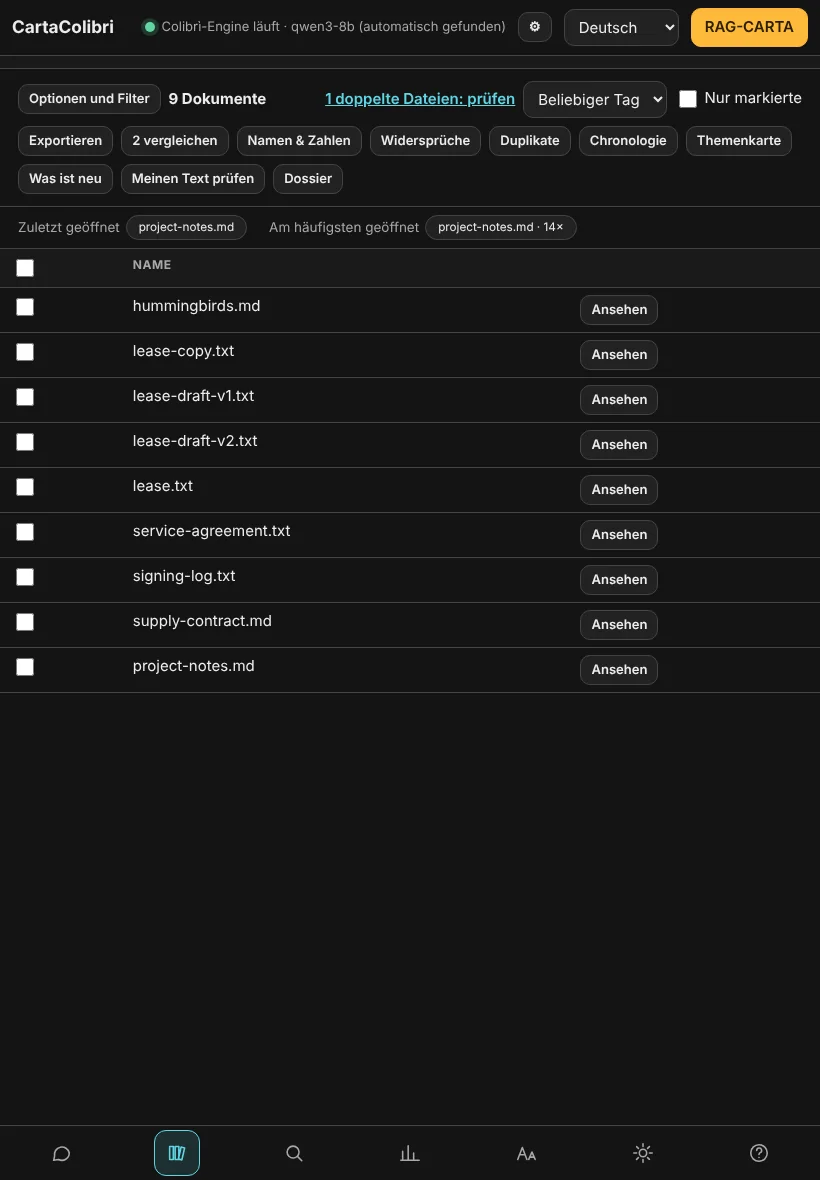 CartaColibri
Colibrì-Engine läuft · qwen3-8b (automatisch gefunden)
Deutsch
RAG-CARTA
Optionen und Filter
9 Dokumente
1 doppelte Dateien: prüfen
Beliebiger Tag
Nur markierte
Exportieren
2 vergleichen
Namen & Zahlen
Widersprüche
Duplikate
Chronologie
Themenkarte
Was ist neu
Meinen Text prüfen
Dossier
Zuletzt geöffnet
project-notes.md
Am häufigsten geöffnet
project-notes.md · 14×
NAME
hummingbirds.md
Ansehen
lease-copy.txt
Ansehen
lease-draft-v1.txt
Ansehen
lease-draft-v2.txt
Ansehen
lease.txt
Ansehen
service-agreement.txt
Ansehen
signing-log.txt
Ansehen
supply-contract.md
Ansehen
project-notes.md
Ansehen
AA